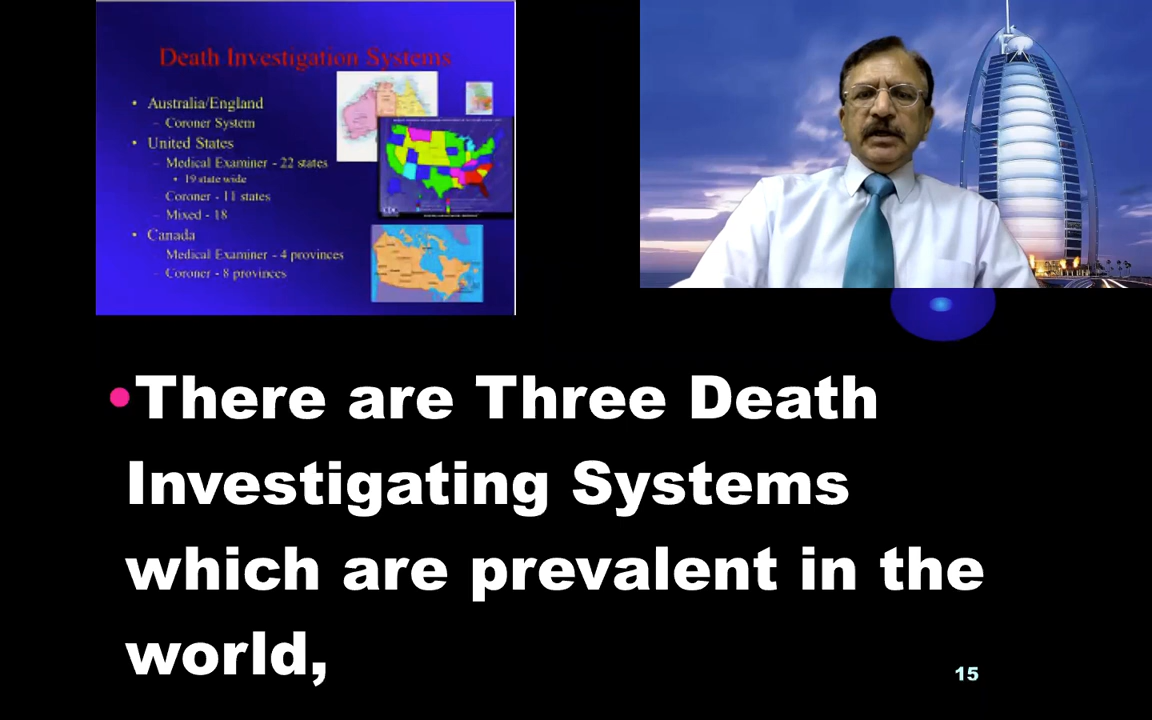 Death Investigation Systems
• Australia/England
– Coroner System
• United States
– Medical Examiner - 22 states
• 19 state wide
Coroner - 11 states
– Mixed - 18
• Canada
Medical Examiner - 4 provinces
– Coroner - 8 provinces
•There are Three Death
Investigating Systems
which are prevalent in the
world,
15